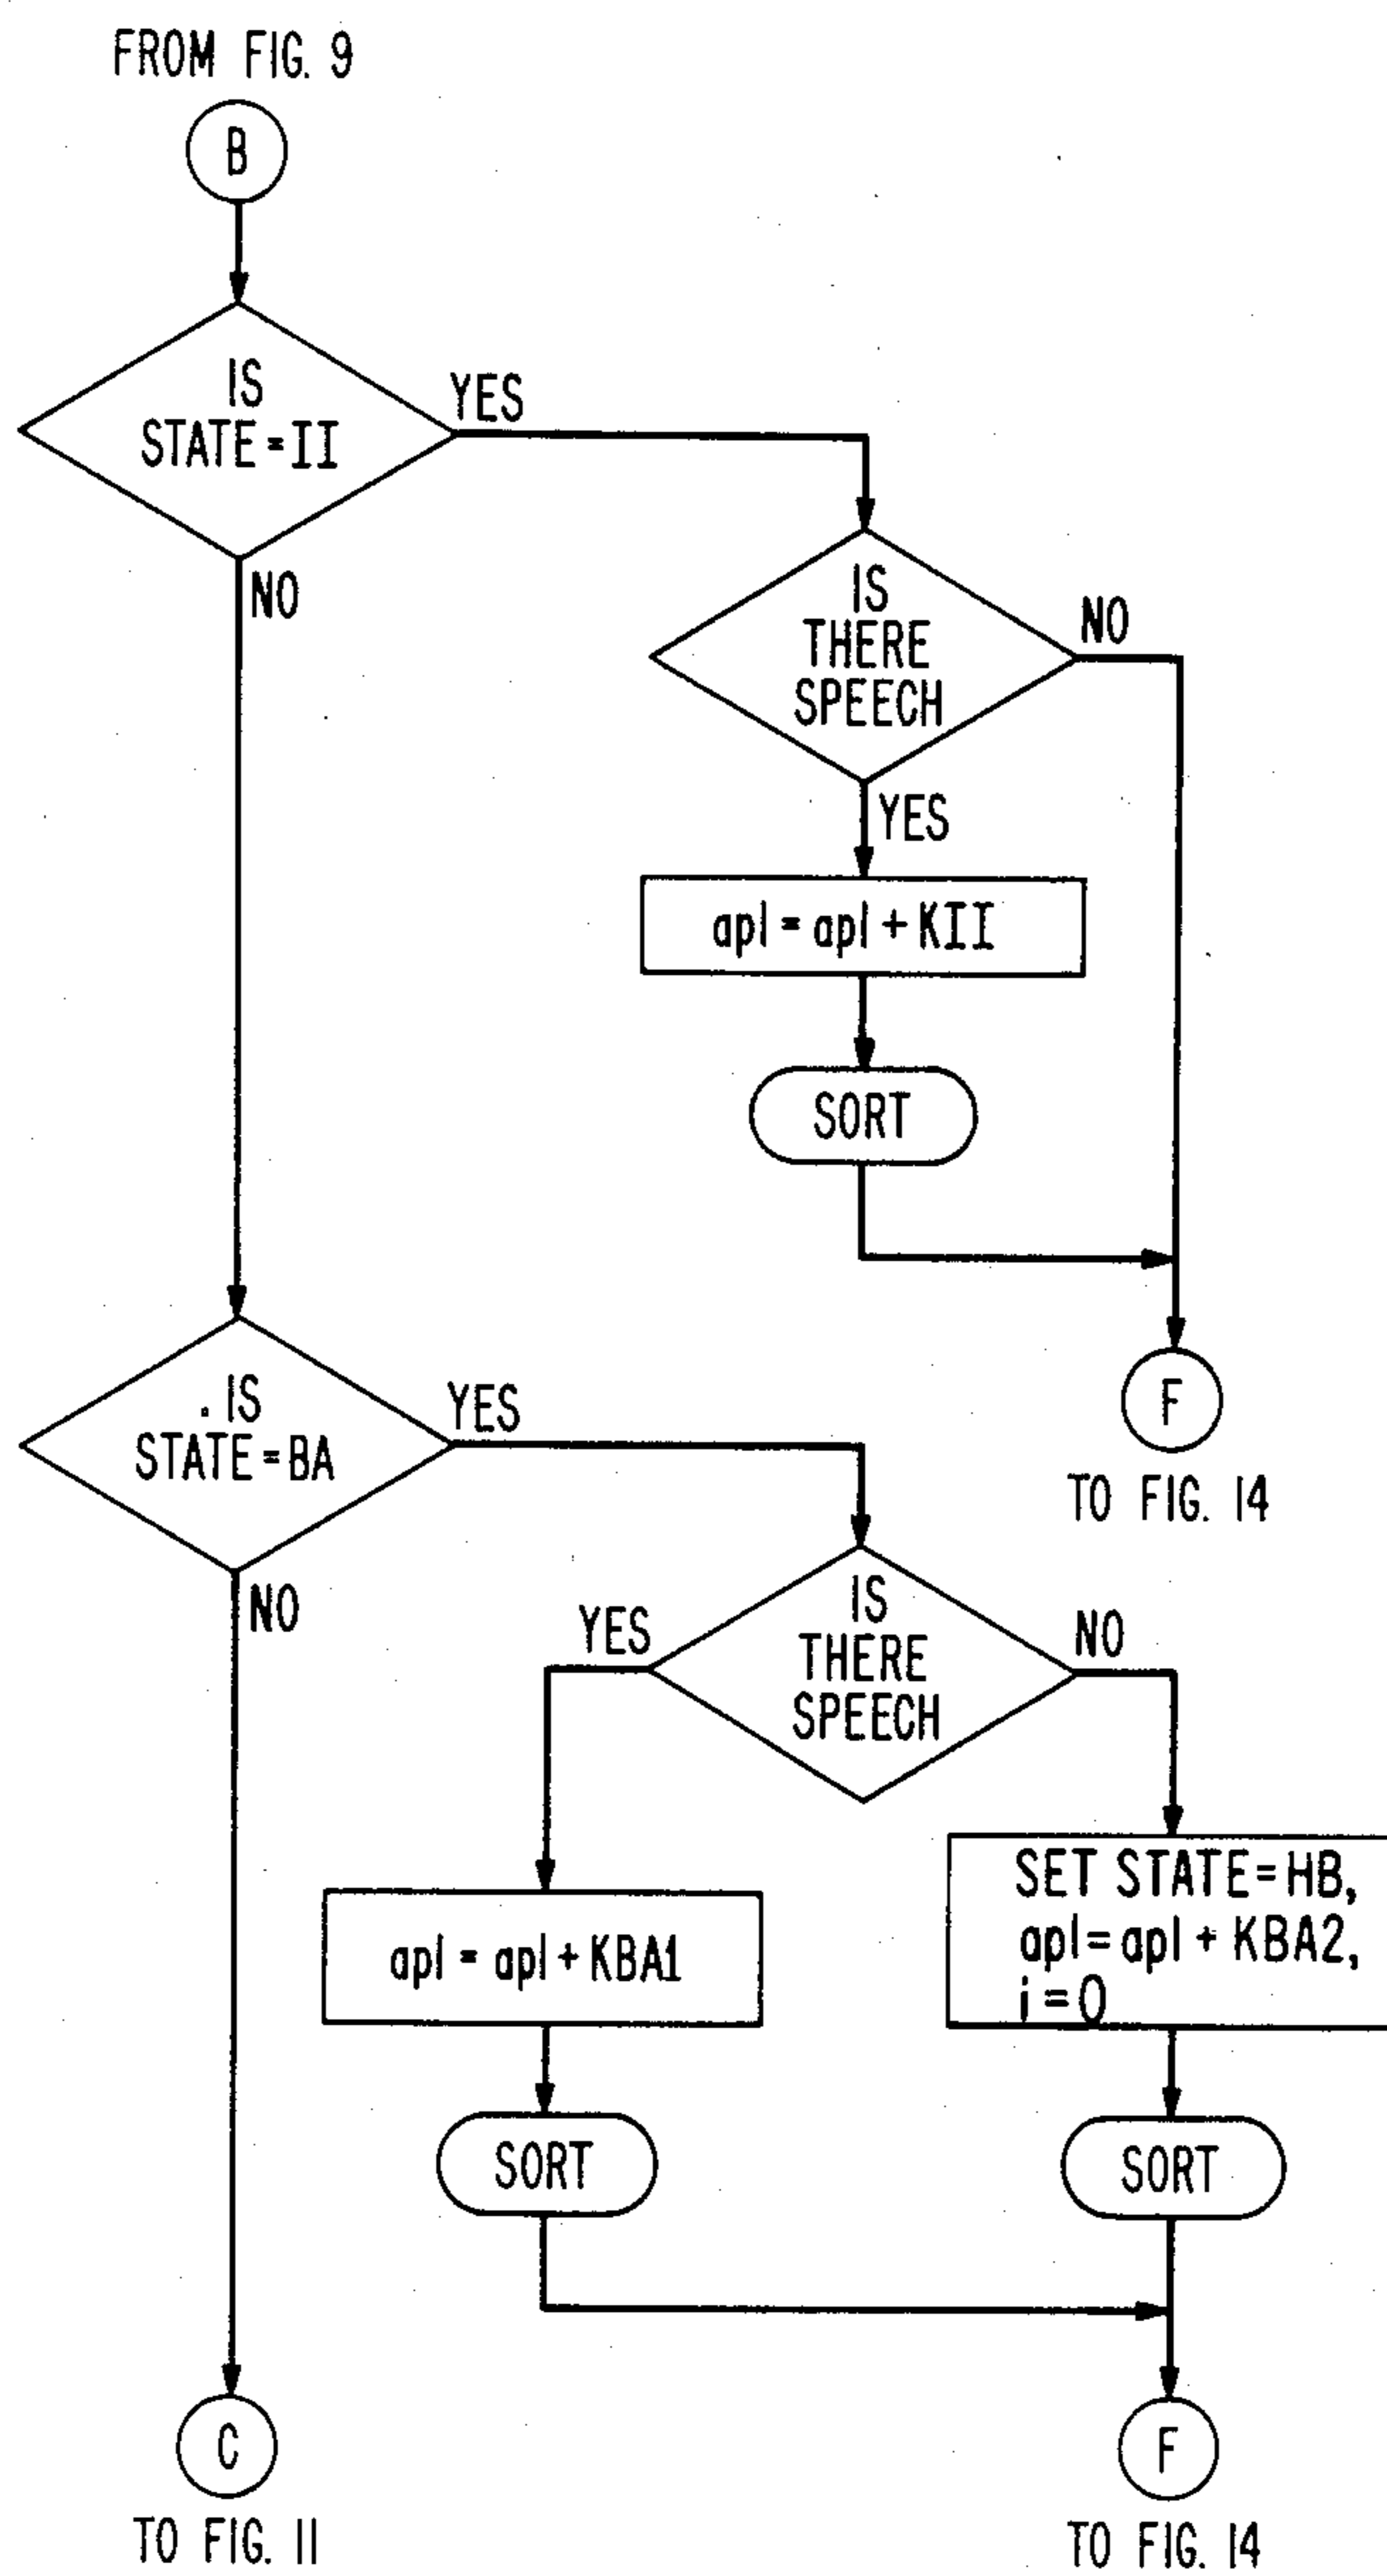 FROM FIG. 9
B
IS
STATE=II
YES
NO
IS
THERE
SPEECH
NO
YES
apl = apl + KII
SORT
F
TO FIG. 14
IS
STATE=BA
YES
NO
IS
THERE
SPEECH
YES
NO
apl = apl + KBA1
SET STATE=HB,
apl=apl + KBA2,
i=0
SORT
SORT
C
TO FIG. 11
F
TO FIG. 14